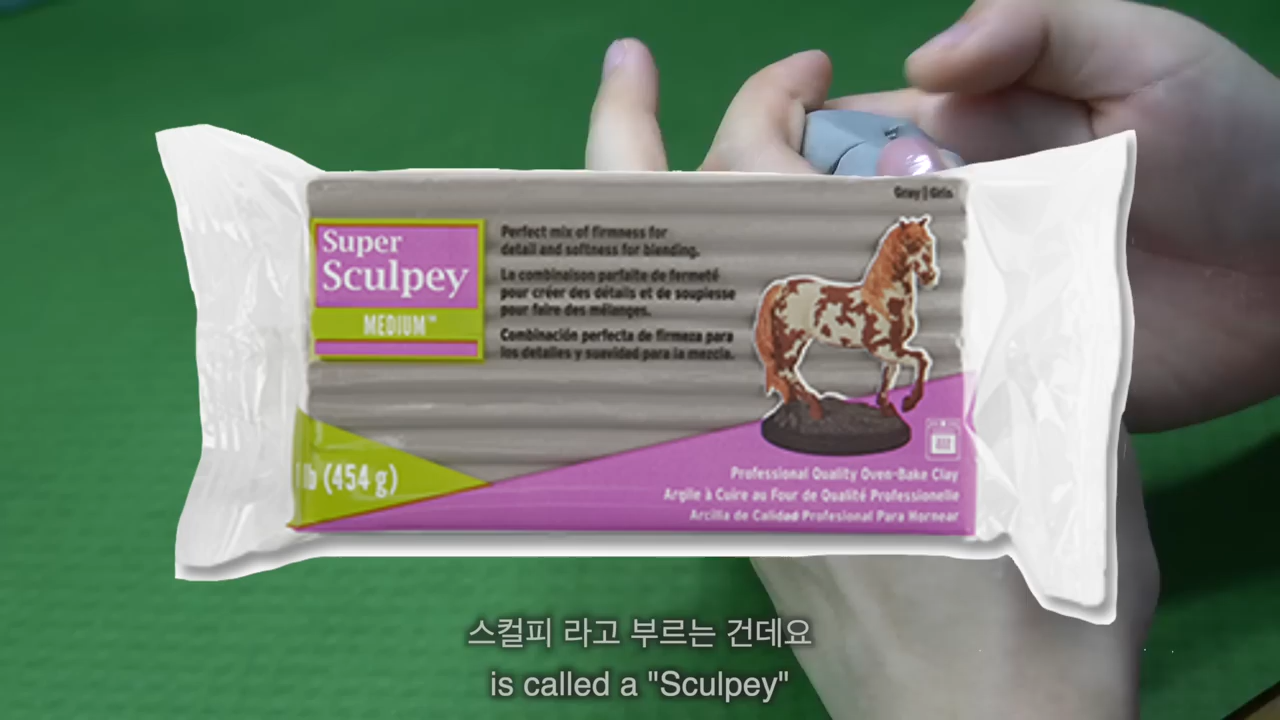 Gray | Gris
Super
Sculpey
MEDIUM™
Perfect mix of firmness for
detail and softness for blending.
La combinaison parfaite de fermeté
pour créer des détails et de souplesse
pour faire des mélanges.
Combinación perfecta de firmeza para
los detalles y suavidad para la mezcla.
1 lb (454 g)
Professional Quality Oven-Bake Clay
Argile à Cuire au Four de Qualité Professionelle
Arcilla de Calidad Profesional Para Hornear
스컬피 라고 부르는 건데요
is called a "Sculpey"